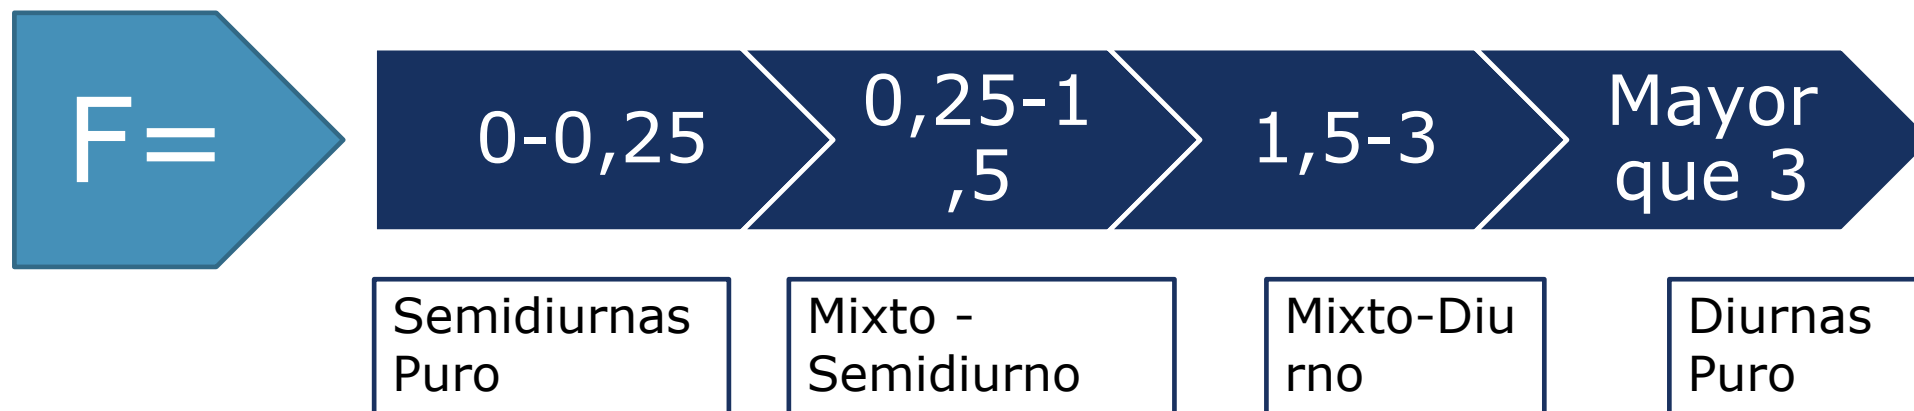 F=
0-0,25
0,25-1
,5
1,5-3
Mayor
que 3
Semidiurnas
Puro
Mixto -
Semidiurno
Mixto-Diu
rno
Diurnas
Puro